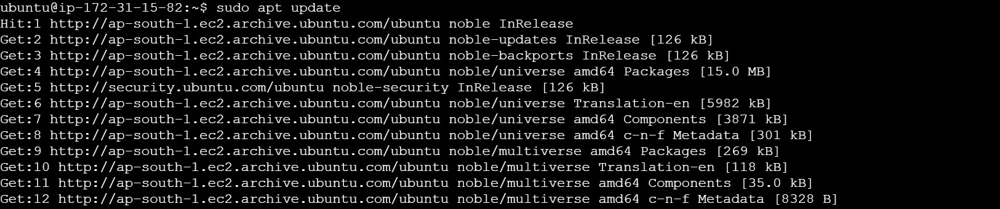 ubuntu@ip-172-31-15-82:~$ sudo apt update
Hit:1 http://ap-south-1.ec2.archive.ubuntu.com/ubuntu noble InRelease
Get:2 http://ap-south-1.ec2.archive.ubuntu.com/ubuntu noble-updates InRelease [126 kB]
Get:3 http://ap-south-1.ec2.archive.ubuntu.com/ubuntu noble-backports InRelease [126 kB]
Get:4 http://ap-south-1.ec2.archive.ubuntu.com/ubuntu noble/universe amd64 Packages [15.0 MB]
Get:5 http://security.ubuntu.com/ubuntu noble-security InRelease [126 kB]
Get:6 http://ap-south-1.ec2.archive.ubuntu.com/ubuntu noble/universe Translation-en [5982 kB]
Get:7 http://ap-south-1.ec2.archive.ubuntu.com/ubuntu noble/universe amd64 Components [3871 kB]
Get:8 http://ap-south-1.ec2.archive.ubuntu.com/ubuntu noble/universe amd64 c-n-f Metadata [301 kB]
Get:9 http://ap-south-1.ec2.archive.ubuntu.com/ubuntu noble/multiverse amd64 Packages [269 kB]
Get:10 http://ap-south-1.ec2.archive.ubuntu.com/ubuntu noble/multiverse Translation-en [118 kB]
Get:11 http://ap-south-1.ec2.archive.ubuntu.com/ubuntu noble/multiverse amd64 Components [35.0 kB]
Get:12 http://ap-south-1.ec2.archive.ubuntu.com/ubuntu noble/multiverse amd64 c-n-f Metadata [8328 B]